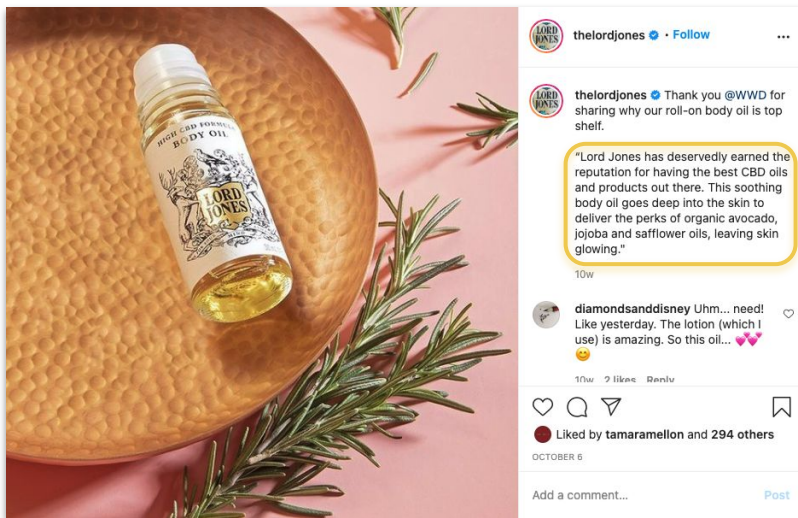 HIGH CBD FORMULA
BODY OIL
LORD
JONES
LORD
JONES
thelordjones • Follow
LORD
JONES
thelordjones Thank you @WWD for
sharing why our roll-on body oil is top
shelf.
"Lord Jones has deservedly earned the
reputation for having the best CBD oils
and products out there. This soothing
body oil goes deep into the skin to
deliver the perks of organic avocado,
jojoba and safflower oils, leaving skin
glowing."
10w
diamondsanddisney Uhm... need!
Like yesterday. The lotion (which I
use) is amazing. So this oil... 💕💕
😊
10w 2 likes Reply
Liked by tamaramellon and 294 others
OCTOBER 6
Add a comment... Post